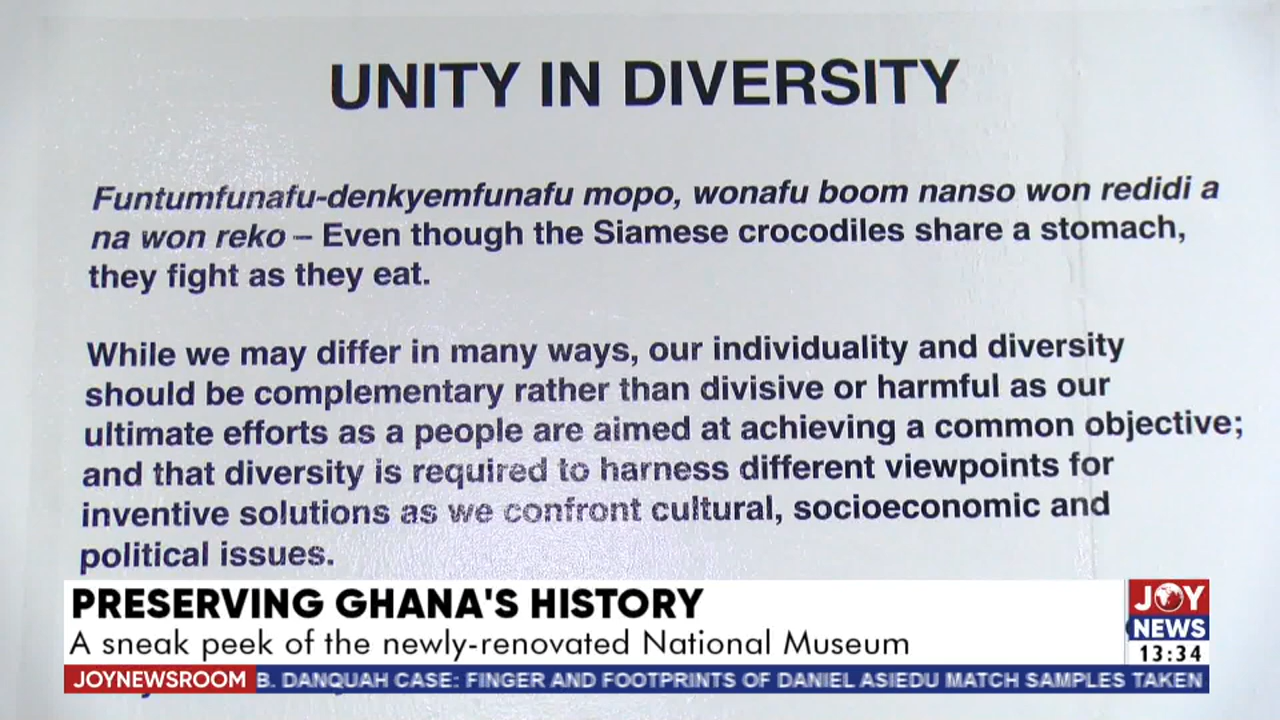 UNITY IN DIVERSITY
Funtumfunafu-denkyemfunafu mopo, wonafu boom nanso won redidi a
na won reko – Even though the Siamese crocodiles share a stomach,
they fight as they eat.
While we may differ in many ways, our individuality and diversity
should be complementary rather than divisive or harmful as our
ultimate efforts as a people are aimed at achieving a common objective;
and that diversity is required to harness different viewpoints for
inventive solutions as we confront cultural, socioeconomic and
political issues.
PRESERVING GHANA'S HISTORY
A sneak peek of the newly-renovated National Museum
JOY
NEWS
13:34
JOYNEWSROOM
B. DANQUAH CASE: FINGER AND FOOTPRINTS OF DANIEL ASIEDU MATCH SAMPLES TAKEN